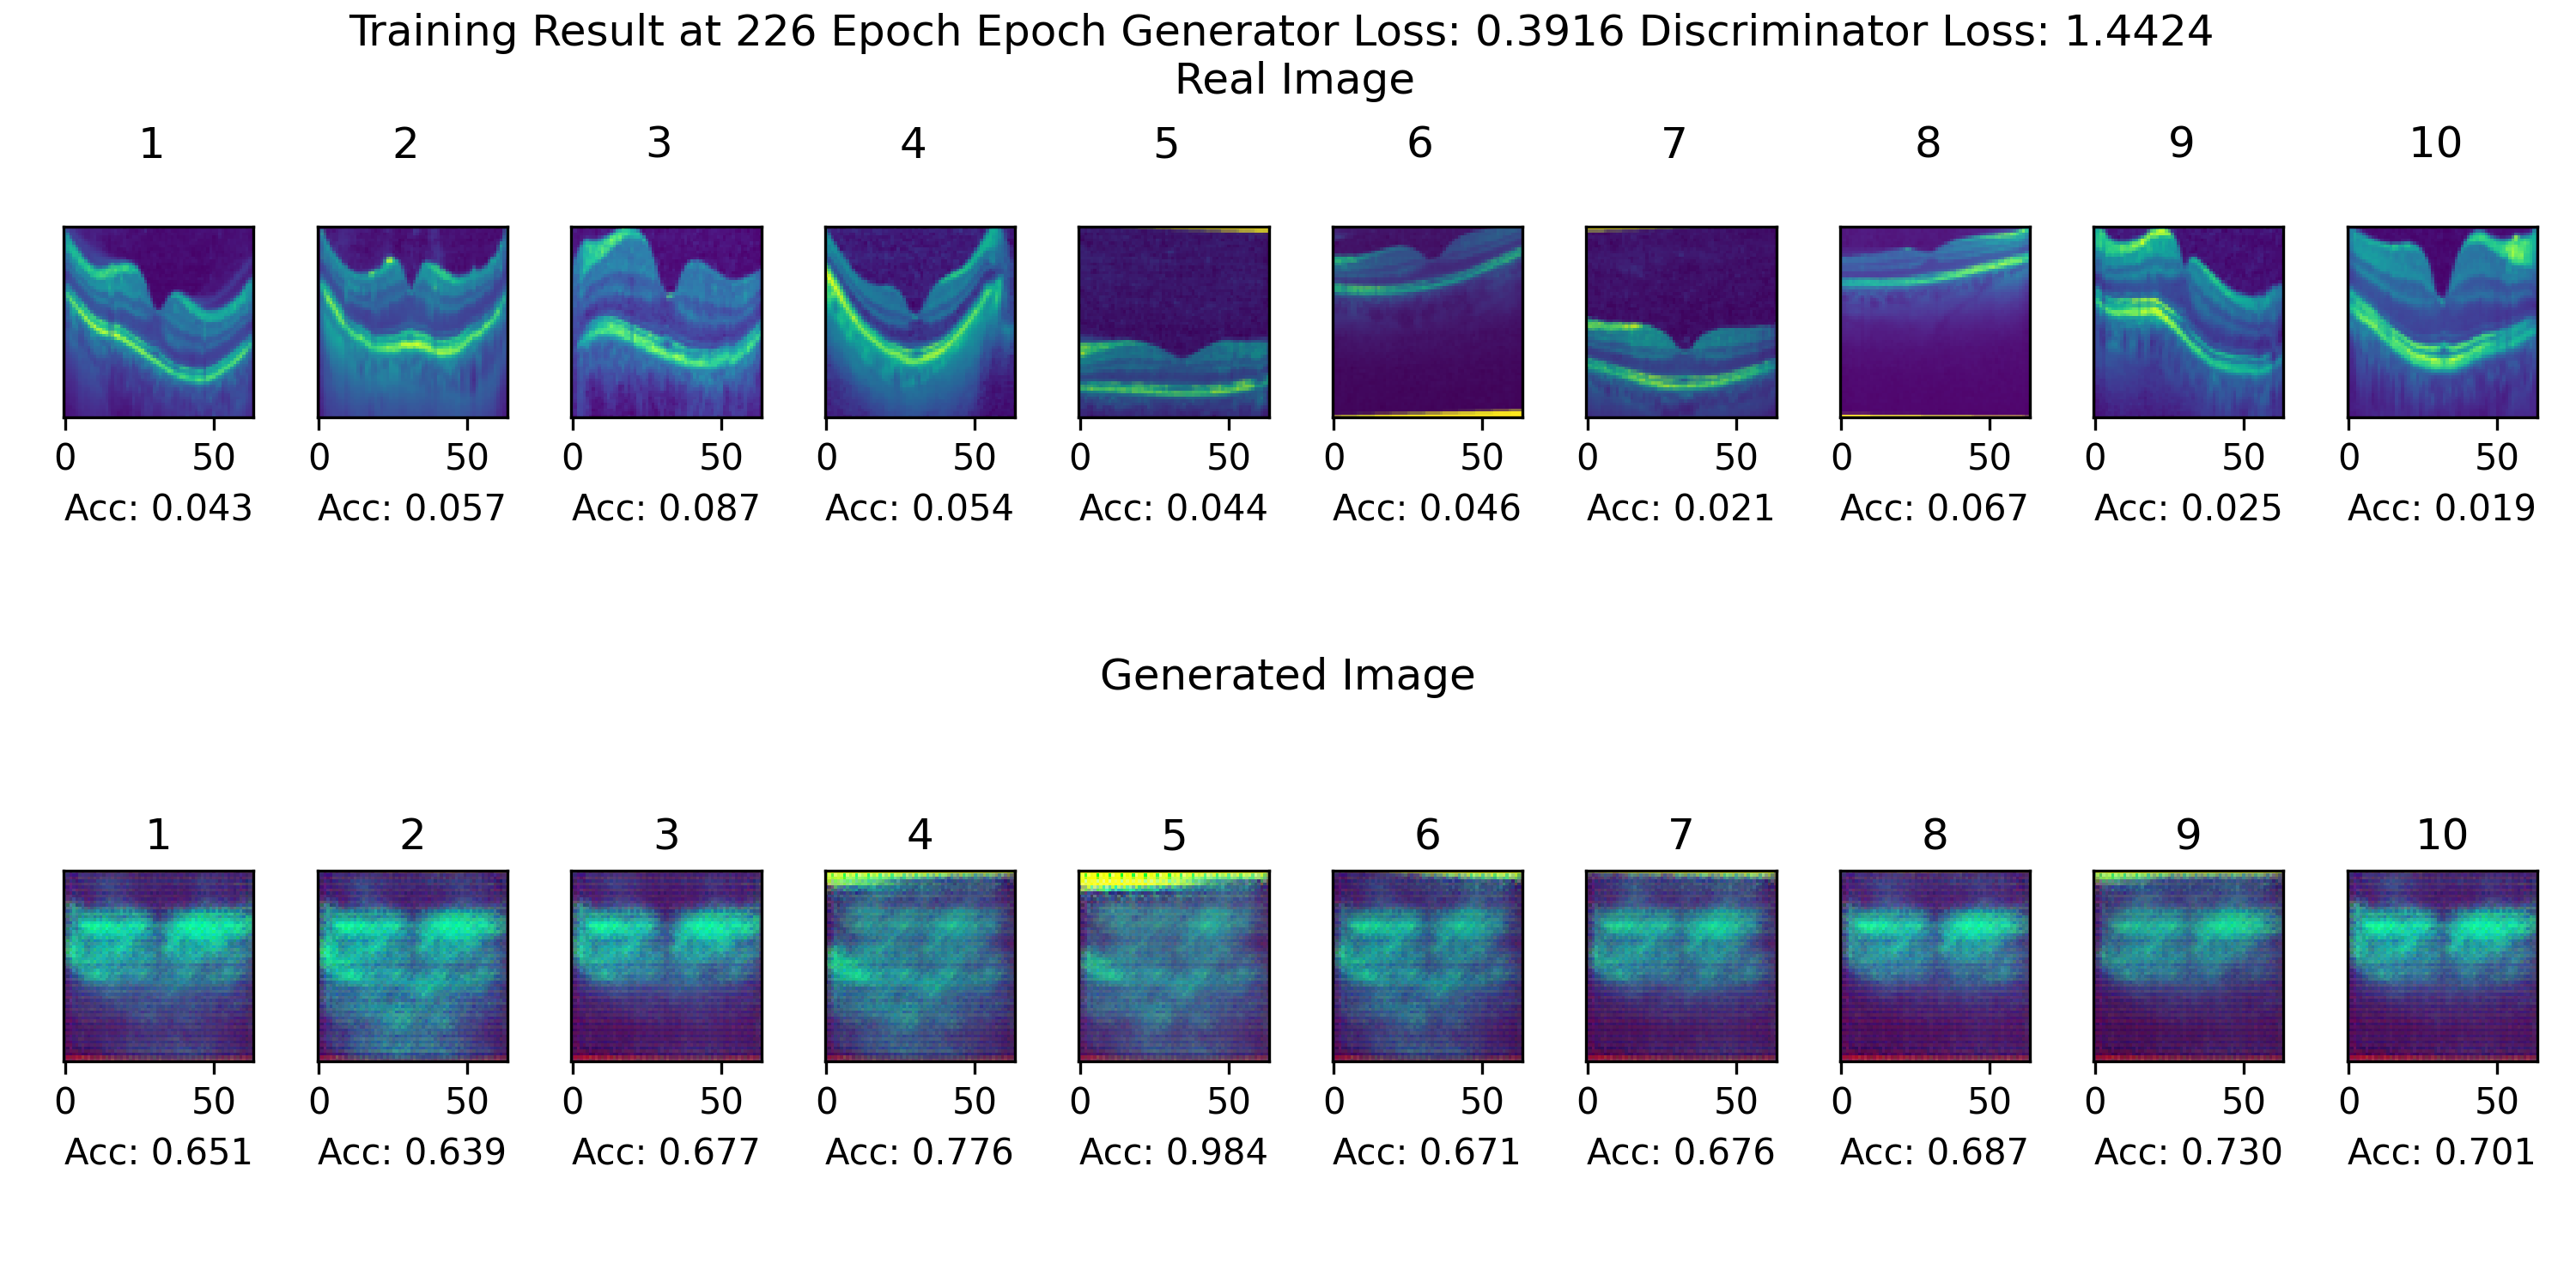 Training Result at 226 Epoch Epoch Generator Loss: 0.3916 Discriminator Loss: 1.4424
Real Image
1 2 3 4 5 6 7 8 9 10
0 50 0 50 0 50 0 50 0 50 0 50 0 50 0 50 0 50 0 50
Acc: 0.043 Acc: 0.057 Acc: 0.087 Acc: 0.054 Acc: 0.044 Acc: 0.046 Acc: 0.021 Acc: 0.067 Acc: 0.025 Acc: 0.019
Generated Image
1 2 3 4 5 6 7 8 9 10
0 50 0 50 0 50 0 50 0 50 0 50 0 50 0 50 0 50 0 50
Acc: 0.651 Acc: 0.639 Acc: 0.677 Acc: 0.776 Acc: 0.984 Acc: 0.671 Acc: 0.676 Acc: 0.687 Acc: 0.730 Acc: 0.701